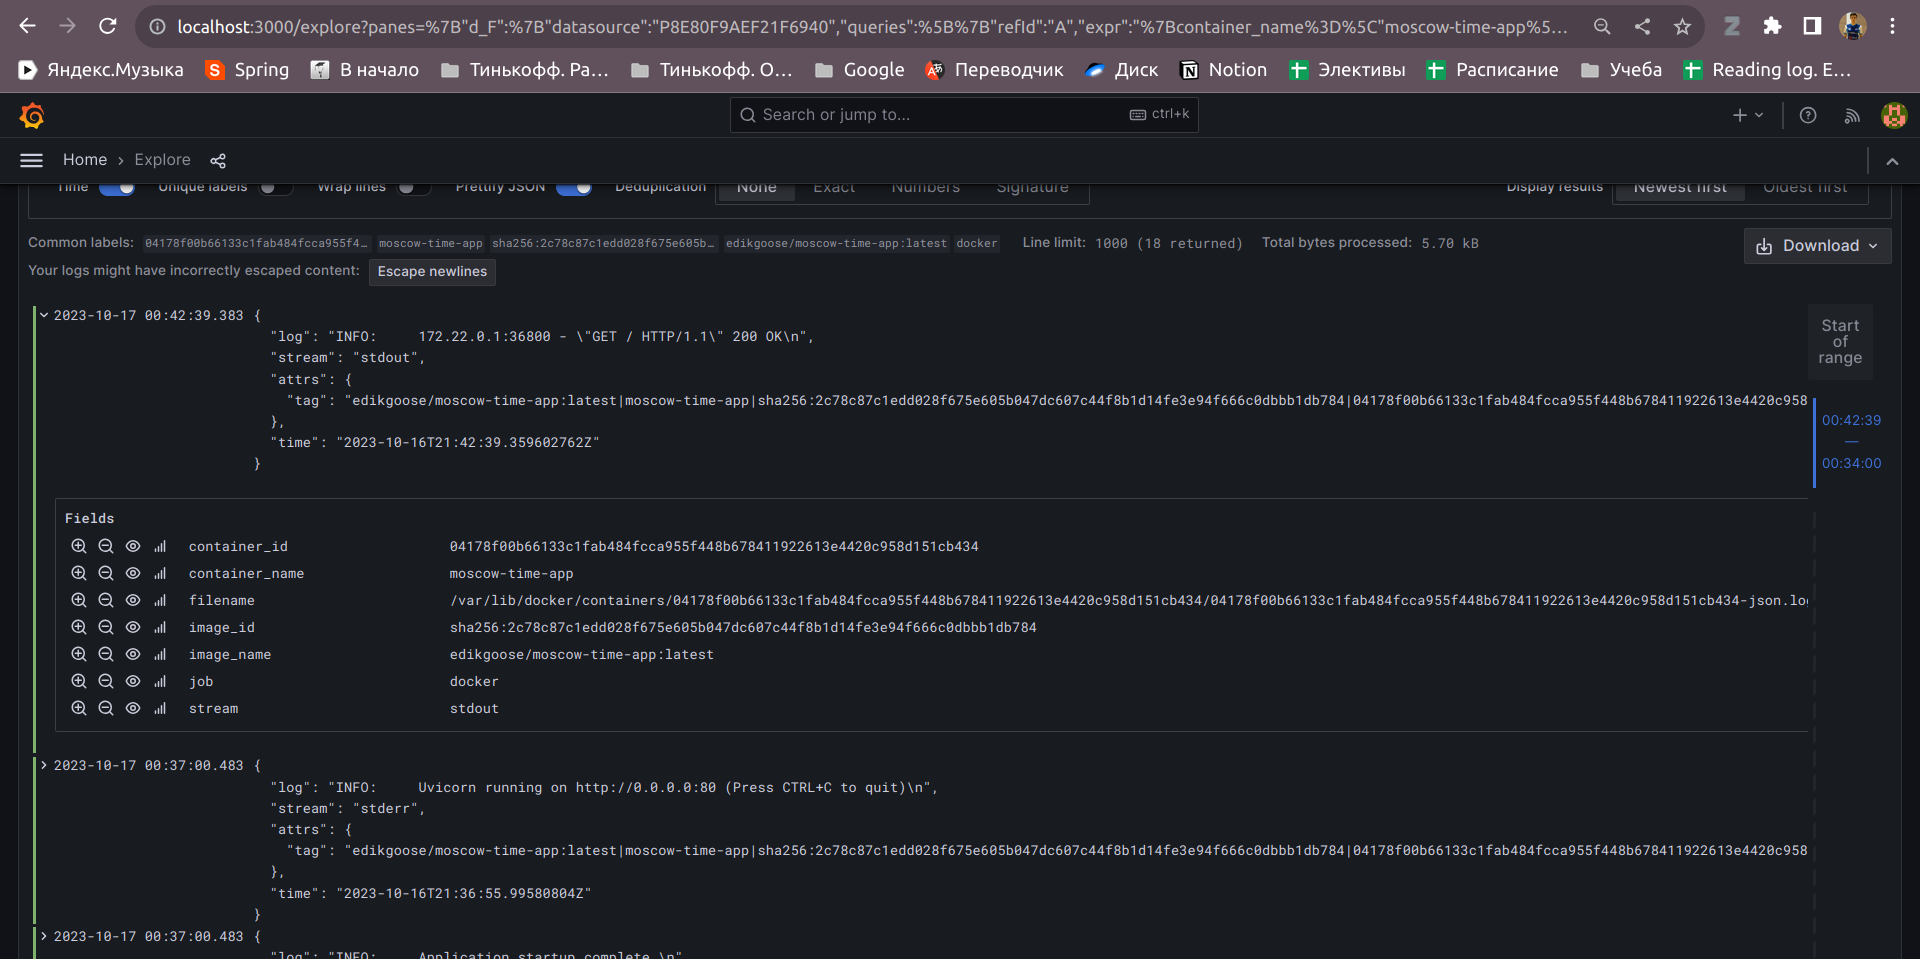 localhost:3000/explore?panes=%7B"d_F":%7B"datasource":"P8E80F9AEF21F6940","queries":%5B%7B"refId":"A","expr":"%7Bcontainer_name%3D%5C"moscow-time-app%5...
Яндекс.Музыка Spring В начало Тинькофф. Ра... Тинькофф. О... Google Переводчик Диск Notion Элективы Расписание Учеба Reading log. E...
Search or jump to... ctrl+k
Home › Explore
Time Unique labels Wrap lines Prettify JSON Deduplication None Exact Numbers Signature Display results Newest first Oldest first
Common labels: 04178f00b66133c1fab484fcca955f4… moscow-time-app sha256:2c78c87c1edd028f675e605b… edikgoose/moscow-time-app:latest docker Line limit: 1000 (18 returned) Total bytes processed: 5.70 kB
Download
Your logs might have incorrectly escaped content: Escape newlines
2023-10-17 00:42:39.383 {
"log": "INFO:     172.22.0.1:36800 - \"GET / HTTP/1.1\" 200 OK\n",
"stream": "stdout",
"attrs": {
"tag": "edikgoose/moscow-time-app:latest|moscow-time-app|sha256:2c78c87c1edd028f675e605b047dc607c44f8b1d14fe3e94f666c0dbbb1db784|04178f00b66133c1fab484fcca955f448b678411922613e4420c958
},
"time": "2023-10-16T21:42:39.359602762Z"
}
Start
of
range
00:42:39
—
00:34:00
Fields
container_id 04178f00b66133c1fab484fcca955f448b678411922613e4420c958d151cb434
container_name moscow-time-app
filename /var/lib/docker/containers/04178f00b66133c1fab484fcca955f448b678411922613e4420c958d151cb434/04178f00b66133c1fab484fcca955f448b678411922613e4420c958d151cb434-json.log
image_id sha256:2c78c87c1edd028f675e605b047dc607c44f8b1d14fe3e94f666c0dbbb1db784
image_name edikgoose/moscow-time-app:latest
job docker
stream stdout
2023-10-17 00:37:00.483 {
"log": "INFO:     Uvicorn running on http://0.0.0.0:80 (Press CTRL+C to quit)\n",
"stream": "stderr",
"attrs": {
"tag": "edikgoose/moscow-time-app:latest|moscow-time-app|sha256:2c78c87c1edd028f675e605b047dc607c44f8b1d14fe3e94f666c0dbbb1db784|04178f00b66133c1fab484fcca955f448b678411922613e4420c958
},
"time": "2023-10-16T21:36:55.99580804Z"
}
2023-10-17 00:37:00.483 {
"log": "INFO:     Application startup complete.\n"